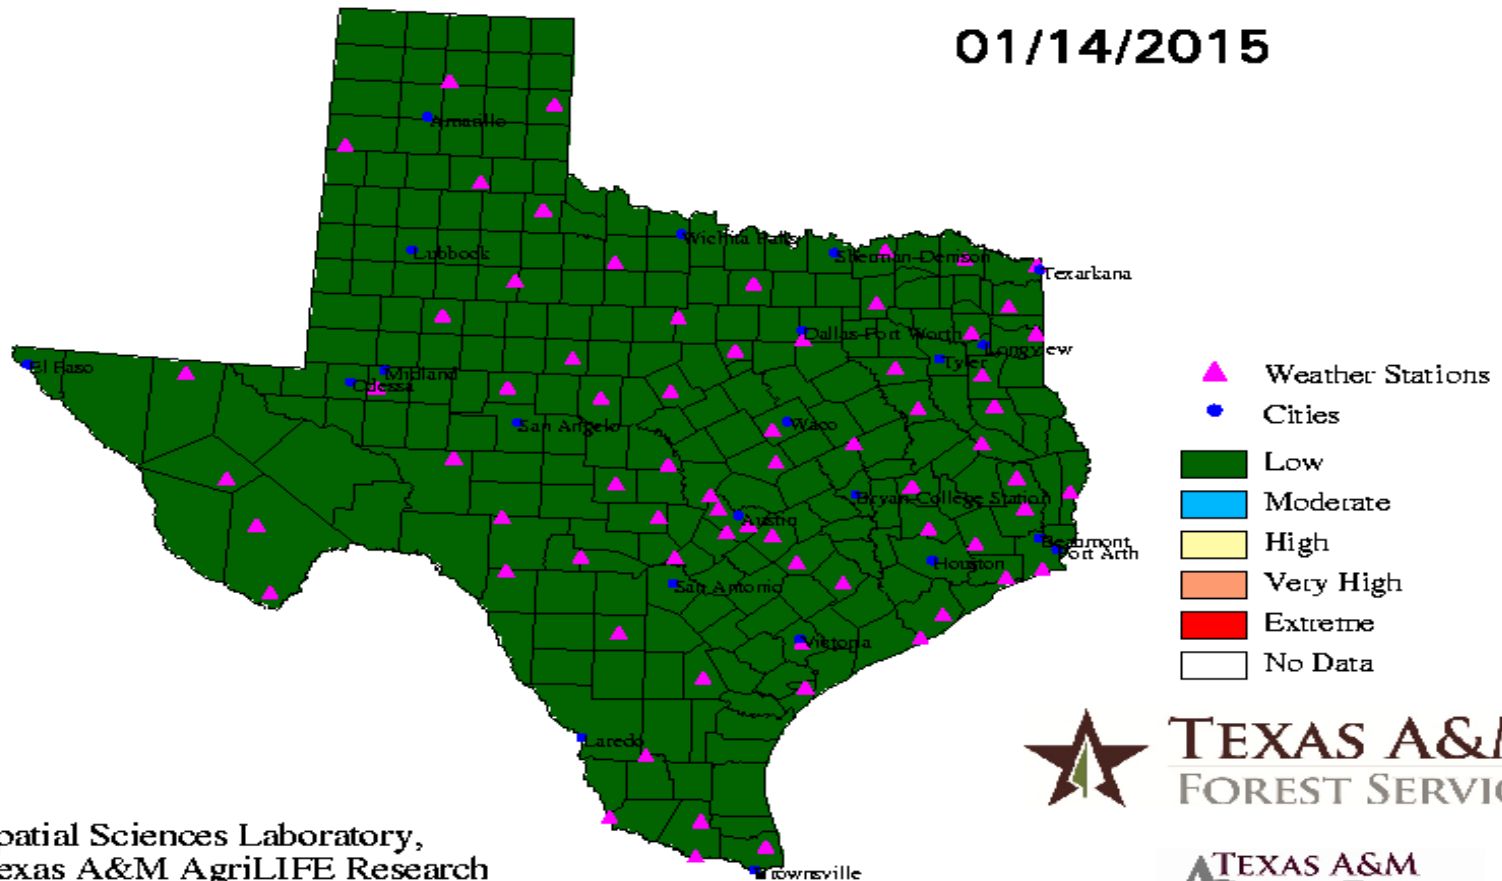 01/14/2015
Amarillo
Lubbock
Wichita Falls
Sherman-Denison
Texarkana
Dallas-Fort Worth
Longview
Tyler
El Paso
Midland
Odessa
San Angelo
Waco
Bryan-College Station
Austin
Beaumont
Port Arth
Houston
San Antonio
Victoria
Laredo
Brownsville
Weather Stations
Cities
Low
Moderate
High
Very High
Extreme
No Data
TEXAS A&M
FOREST SERVIC
patial Sciences Laboratory,
exas A&M AgriLIFE Research
TEXAS A&M